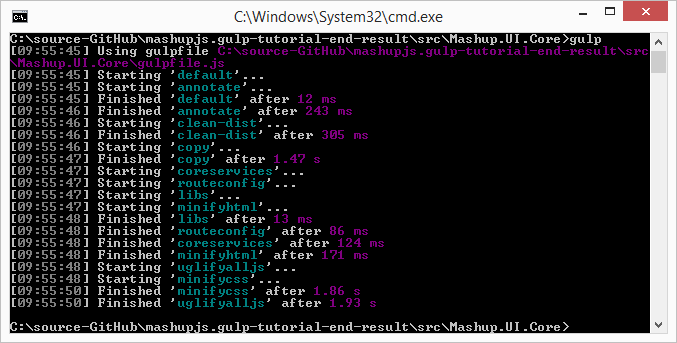 C:\Windows\System32\cmd.exe
C:\source-GitHub\mashupjs.gulp-tutorial-end-result\src\Mashup.UI.Core>gulp
[09:55:45] Using gulpfile C:\source-GitHub\mashupjs.gulp-tutorial-end-result\src
\Mashup.UI.Core\gulpfile.js
[09:55:45] Starting 'default'...
[09:55:45] Starting 'annotate'...
[09:55:45] Finished 'default' after 12 ms
[09:55:46] Finished 'annotate' after 243 ms
[09:55:46] Starting 'clean-dist'...
[09:55:46] Finished 'clean-dist' after 305 ms
[09:55:46] Starting 'copy'...
[09:55:47] Finished 'copy' after 1.47 s
[09:55:47] Starting 'coreservices'...
[09:55:47] Starting 'routeconfig'...
[09:55:47] Starting 'libs'...
[09:55:47] Starting 'minifyhtml'...
[09:55:48] Finished 'libs' after 13 ms
[09:55:48] Finished 'routeconfig' after 86 ms
[09:55:48] Finished 'coreservices' after 124 ms
[09:55:48] Finished 'minifyhtml' after 171 ms
[09:55:48] Starting 'uglifyalljs'...
[09:55:48] Starting 'minifycss'...
[09:55:50] Finished 'minifycss' after 1.86 s
[09:55:50] Finished 'uglifyalljs' after 1.93 s
C:\source-GitHub\mashupjs.gulp-tutorial-end-result\src\Mashup.UI.Core>